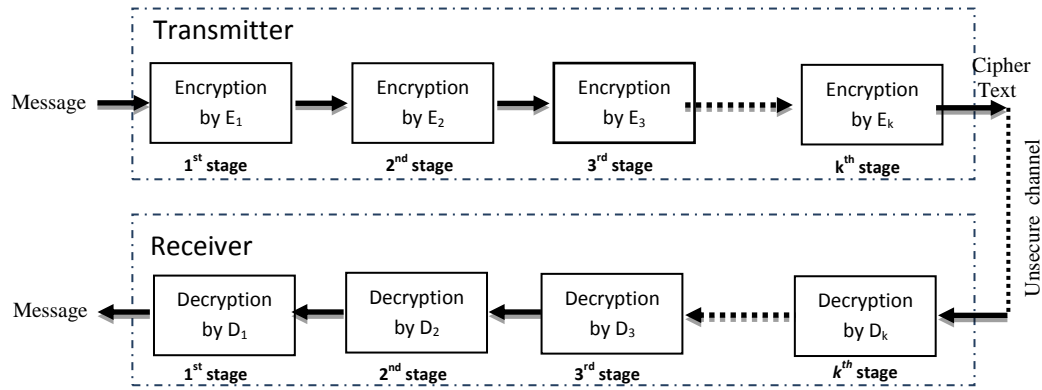 Transmitter
Message
Encryption
by E₁
1st stage
Encryption
by E₂
2nd stage
Encryption
by E₃
3rd stage
Encryption
by Eₖ
kth stage
Cipher
Text
Unsecure channel
Receiver
Message
Decryption
by D₁
1st stage
Decryption
by D₂
2nd stage
Decryption
by D₃
3rd stage
Decryption
by Dₖ
kth stage